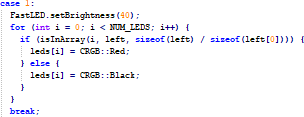 case 1:
  FastLED.setBrightness(40);
  for (int i = 0; i < NUM_LEDS; i++) {
    if (isInArray(i, left, sizeof(left) / sizeof(left[0]))) {
      leds[i] = CRGB::Red;
    } else {
      leds[i] = CRGB::Black;
    }
  }
  break;